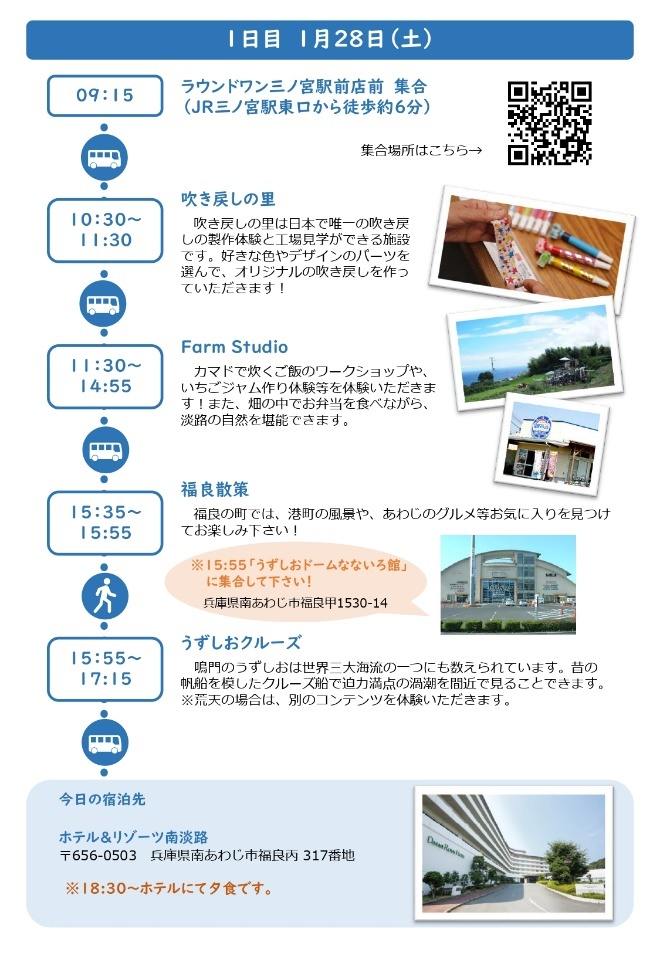 1日目 1月28日(土)
09:15
ラウンドワン三ノ宮駅前店前 集合
(JR三ノ宮駅東口から徒歩約6分)
集合場所はこちら→
10:30~
11:30
吹き戻しの里
吹き戻しの里は日本で唯一の吹き戻
しの製作体験と工場見学ができる施設
です。好きな色やデザインのパーツを
選んで、オリジナルの吹き戻しを作っ
ていただきます！
11:30~
14:55
Farm Studio
カマドで炊くご飯のワークショップや、
いちごジャム作り体験等を体験いただきま
す！また、畑の中でお弁当を食べながら、
淡路の自然を堪能できます。
15:35~
15:55
福良散策
福良の町では、港町の風景や、あわじのグルメ等お気に入りを見つけ
てお楽しみ下さい！
※15:55「うずしおドームなないろ館」
に集合して下さい！
兵庫県南あわじ市福良甲1530-14
15:55~
17:15
うずしおクルーズ
鳴門のうずしおは世界三大海流の一つにも数えられています。昔の
帆船を模したクルーズ船で迫力満点の渦潮を間近で見ることできます。
※荒天の場合は、別のコンテンツを体験いただきます。
今日の宿泊先
ホテル&リゾーツ南淡路
〒656-0503 兵庫県南あわじ市福良丙 317番地
※18:30~ホテルにて夕食です。